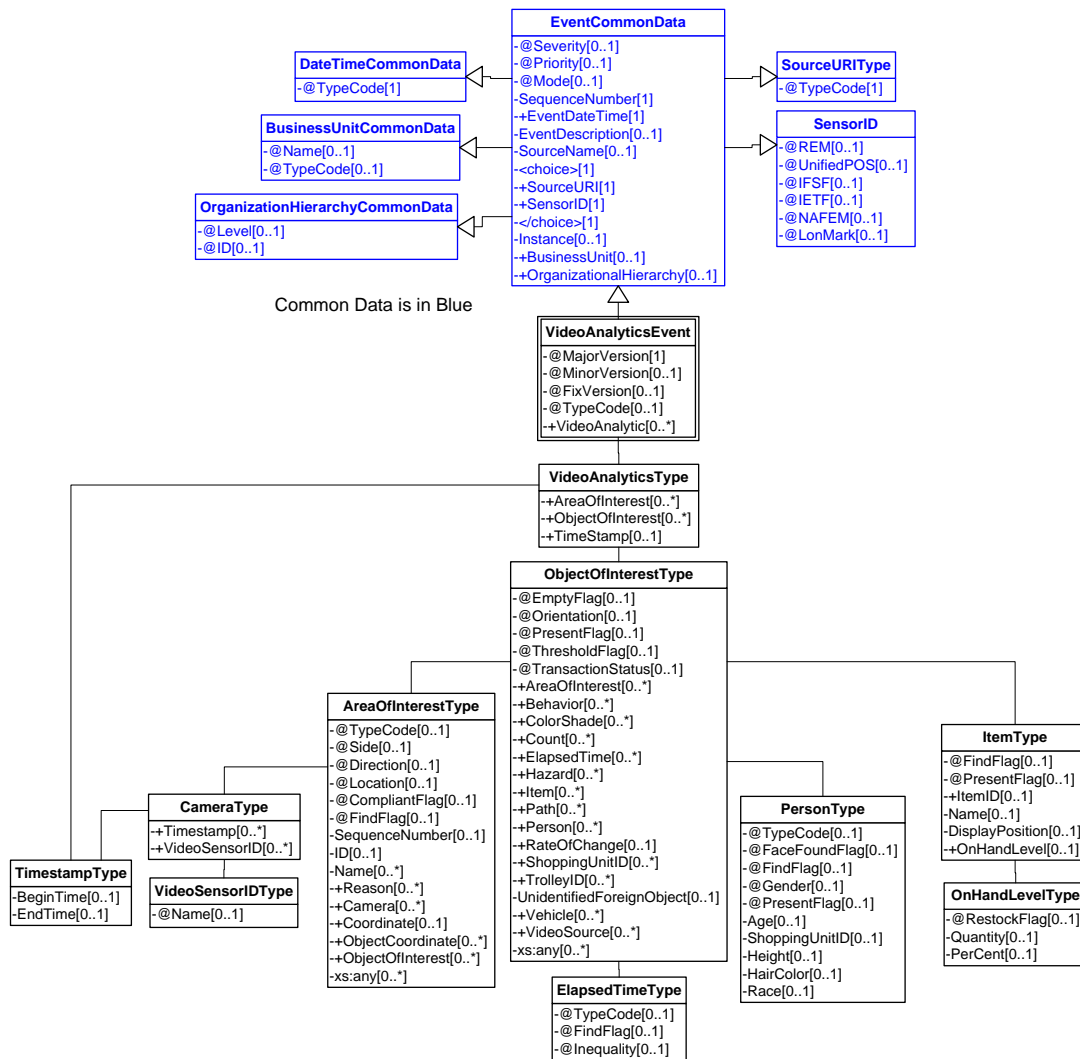 EventCommonData
-@Severity[0..1]
-@Priority[0..1]
-@Mode[0..1]
-SequenceNumber[1]
-+EventDateTime[1]
-EventDescription[0..1]
-SourceName[0..1]
-<choice>[1]
-+SourceURI[1]
-+SensorID[1]
-</choice>[1]
-Instance[0..1]
-+BusinessUnit[0..1]
-+OrganizationalHierarchy[0..1]
DateTimeCommonData
-@TypeCode[1]
BusinessUnitCommonData
-@Name[0..1]
-@TypeCode[0..1]
OrganizationHierarchyCommonData
-@Level[0..1]
-@ID[0..1]
SourceURIType
-@TypeCode[1]
SensorID
-@REM[0..1]
-@UnifiedPOS[0..1]
-@IFSF[0..1]
-@IETF[0..1]
-@NAFEM[0..1]
-@LonMark[0..1]
Common Data is in Blue
VideoAnalyticsEvent
-@MajorVersion[1]
-@MinorVersion[0..1]
-@FixVersion[0..1]
-@TypeCode[0..1]
-+VideoAnalytic[0..*]
VideoAnalyticsType
-+AreaOfInterest[0..*]
-+ObjectOfInterest[0..*]
-+TimeStamp[0..1]
ObjectOfInterestType
-@EmptyFlag[0..1]
-@Orientation[0..1]
-@PresentFlag[0..1]
-@ThresholdFlag[0..1]
-@TransactionStatus[0..1]
-+AreaOfInterest[0..*]
-+Behavior[0..*]
-+ColorShade[0..*]
-+Count[0..*]
-+ElapsedTime[0..*]
-+Hazard[0..*]
-+Item[0..*]
-+Path[0..*]
-+Person[0..*]
-+RateOfChange[0..*]
-+ShoppingUnitID[0..*]
-+TrolleyID[0..*]
-UnidentifiedForeignObject[0..1]
-+Vehicle[0..*]
-+VideoSource[0..*]
-xs:any[0..*]
AreaOfInterestType
-@TypeCode[0..1]
-@Side[0..1]
-@Direction[0..1]
-@Location[0..1]
-@CompliantFlag[0..1]
-@FindFlag[0..1]
-SequenceNumber[0..1]
-ID[0..1]
-Name[0..*]
-+Reason[0..*]
-+Camera[0..*]
-+Coordinate[0..1]
-+ObjectCoordinate[0..*]
-+ObjectOfInterest[0..*]
-xs:any[0..*]
CameraType
-+Timestamp[0..*]
-+VideoSensorID[0..*]
TimestampType
-BeginTime[0..1]
-EndTime[0..1]
VideoSensorIDType
-@Name[0..1]
PersonType
-@TypeCode[0..1]
-@FaceFoundFlag[0..1]
-@FindFlag[0..1]
-@Gender[0..1]
-@PresentFlag[0..1]
-Age[0..1]
-ShoppingUnitID[0..1]
-Height[0..1]
-HairColor[0..1]
-Race[0..1]
ItemType
-@FindFlag[0..1]
-@PresentFlag[0..1]
-+ItemID[0..1]
-Name[0..1]
-DisplayPosition[0..1]
-+OnHandLevel[0..1]
OnHandLevelType
-@RestockFlag[0..1]
-Quantity[0..1]
-PerCent[0..1]
ElapsedTimeType
-@TypeCode[0..1]
-@FindFlag[0..1]
-@Inequality[0..1]